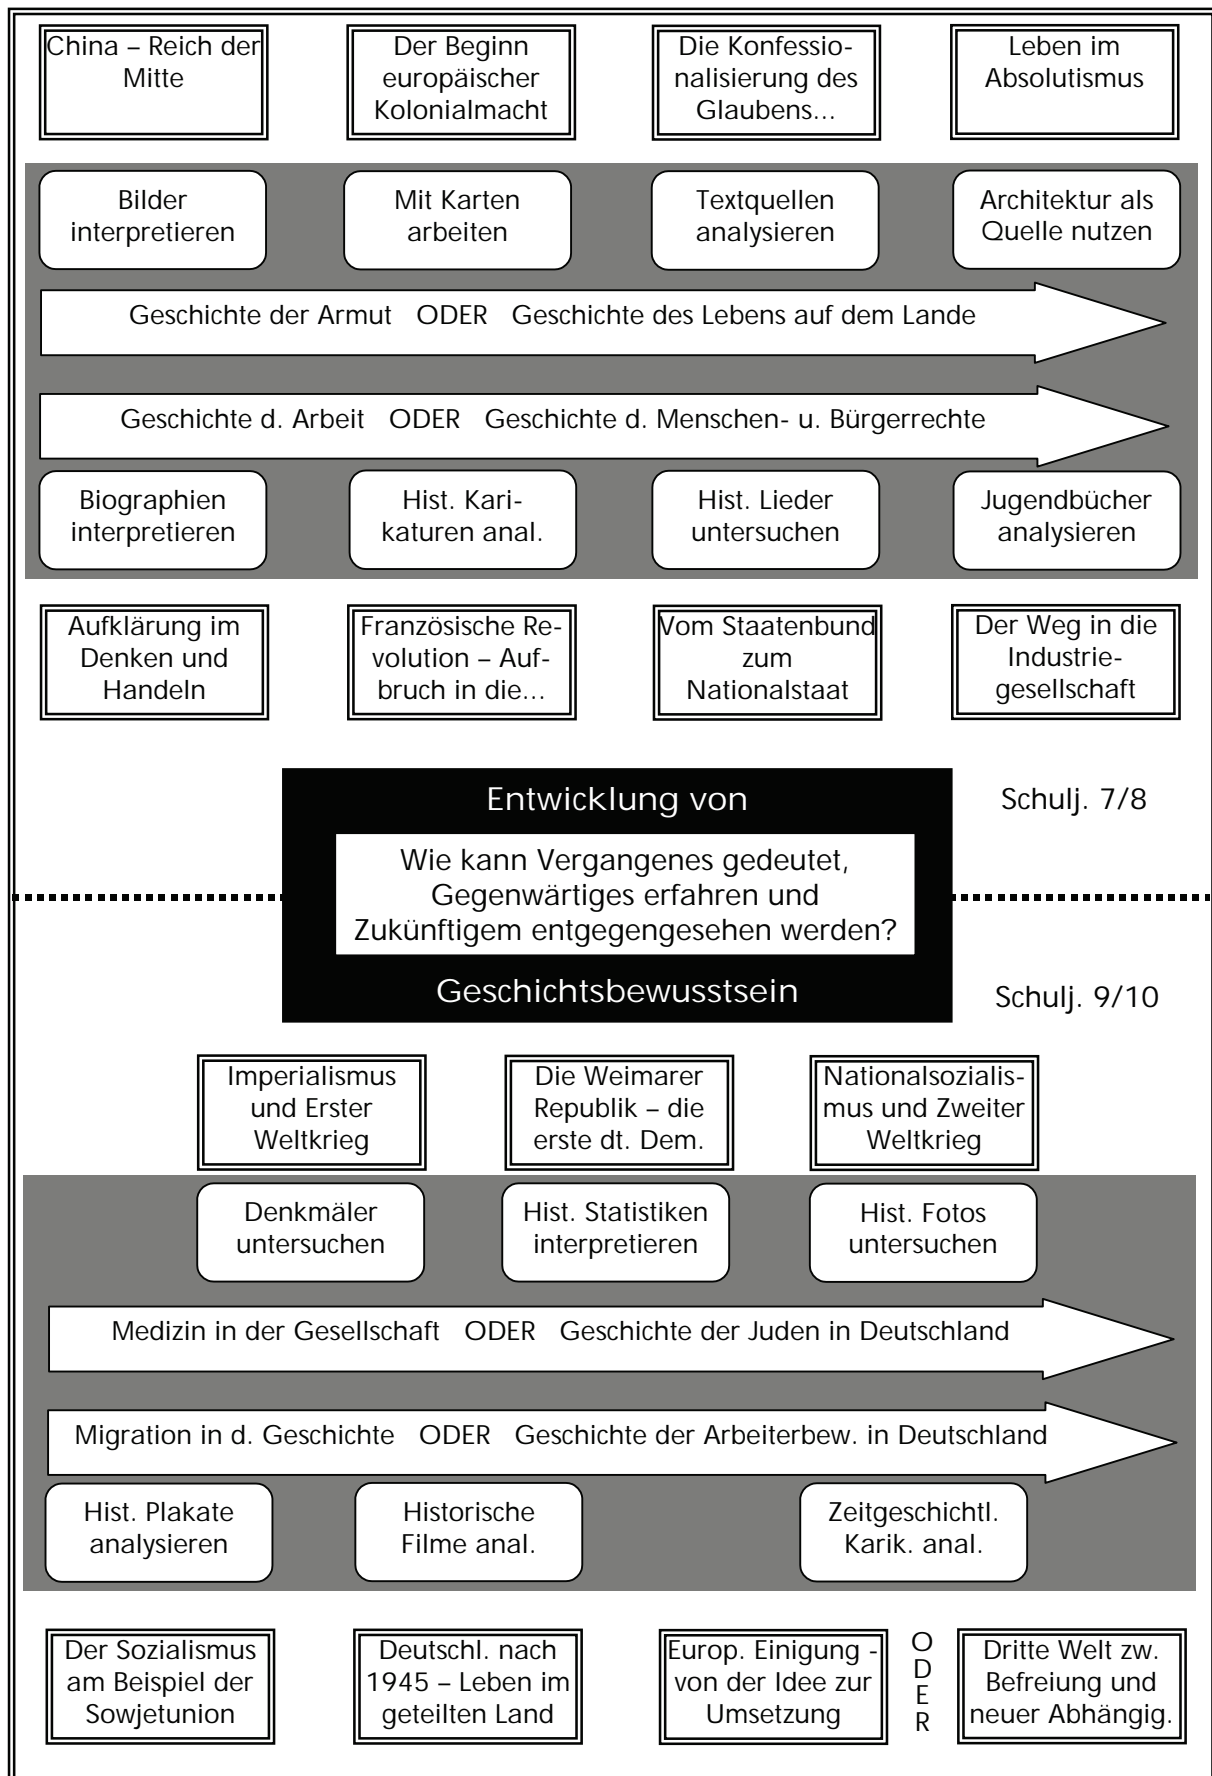 China – Reich der
Mitte
Der Beginn
europäischer
Kolonialmacht
Die Konfessio-
nalisierung des
Glaubens...
Leben im
Absolutismus
Bilder
interpretieren
Mit Karten
arbeiten
Textquellen
analysieren
Architektur als
Quelle nutzen
Geschichte der Armut ODER Geschichte des Lebens auf dem Lande
Geschichte d. Arbeit ODER Geschichte d. Menschen- u. Bürgerrechte
Biographien
interpretieren
Hist. Kari-
katuren anal.
Hist. Lieder
untersuchen
Jugendbücher
analysieren
Aufklärung im
Denken und
Handeln
Französische Re-
volution – Auf-
bruch in die...
Vom Staatenbund
zum
Nationalstaat
Der Weg in die
Industrie-
gesellschaft
Entwicklung von
Schulj. 7/8
Wie kann Vergangenes gedeutet,
Gegenwärtiges erfahren und
Zukünftigem entgegengesehen werden?
Geschichtsbewusstsein
Schulj. 9/10
Imperialismus
und Erster
Weltkrieg
Die Weimarer
Republik – die
erste dt. Dem.
Nationalsozialis-
mus und Zweiter
Weltkrieg
Denkmäler
untersuchen
Hist. Statistiken
interpretieren
Hist. Fotos
untersuchen
Medizin in der Gesellschaft ODER Geschichte der Juden in Deutschland
Migration in d. Geschichte ODER Geschichte der Arbeiterbew. in Deutschland
Hist. Plakate
analysieren
Historische
Filme anal.
Zeitgeschichtl.
Karik. anal.
Der Sozialismus
am Beispiel der
Sowjetunion
Deutschl. nach
1945 – Leben im
geteilten Land
Europ. Einigung -
von der Idee zur
Umsetzung
O
D
E
R
Dritte Welt zw.
Befreiung und
neuer Abhängig.